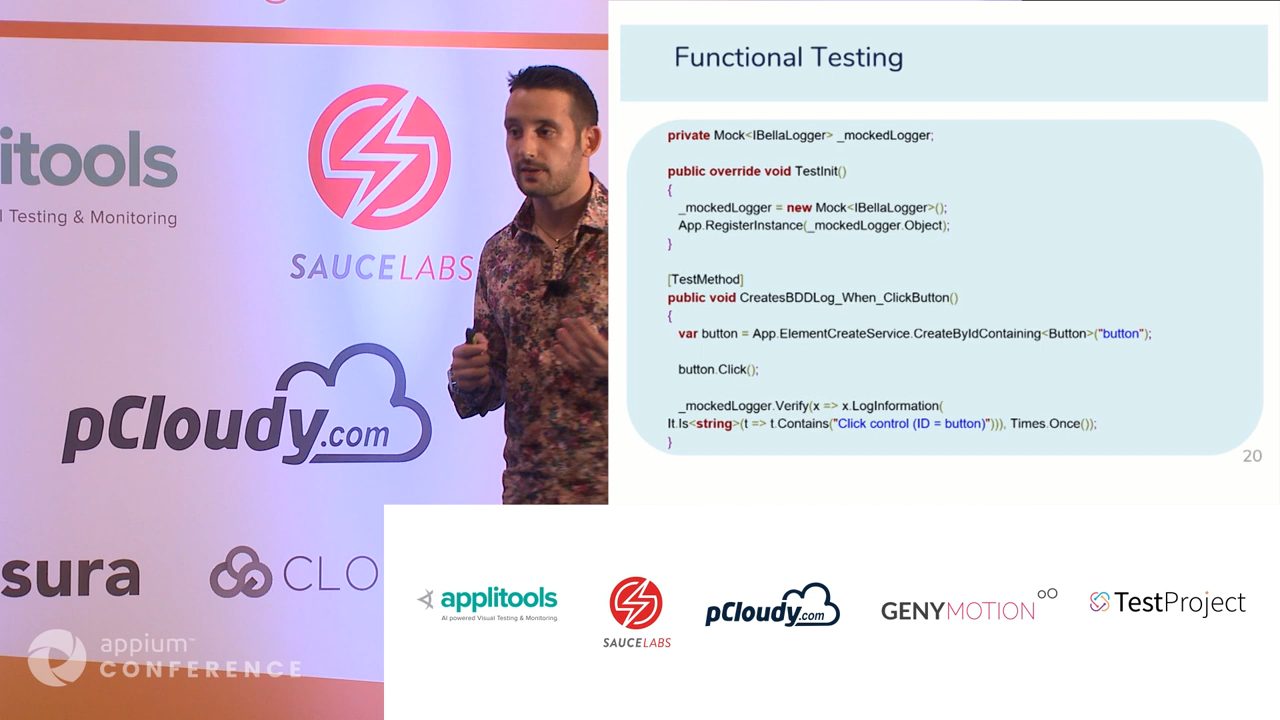 itools
l Testing & Monitoring
SAUCELABS
pCloudy.com
sura
CLO
appium™
CONFERENCE
Functional Testing
private Mock<IBellaLogger> _mockedLogger;
public override void TestInit()
{
_mockedLogger = new Mock<IBellaLogger>();
App.RegisterInstance(_mockedLogger.Object);
}
[TestMethod]
public void CreatesBDDLog_When_ClickButton()
{
var button = App.ElementCreateService.CreateByIdContaining<Button>("button");
button.Click();
_mockedLogger.Verify(x => x.LogInformation(
It.Is<string>(t => t.Contains("Click control (ID = button)"))), Times.Once());
}
20
applitools
AI powered Visual Testing & Monitoring
SAUCELABS
pCloudy.com
GENYMOTION
TestProject